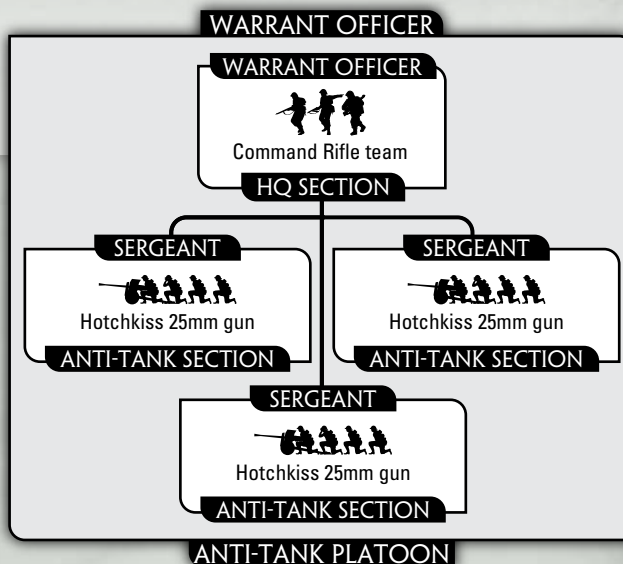 WARRANT OFFICER
WARRANT OFFICER
Command Rifle team
HQ SECTION
SERGEANT
Hotchkiss 25mm gun
ANTI-TANK SECTION
SERGEANT
Hotchkiss 25mm gun
ANTI-TANK SECTION
SERGEANT
Hotchkiss 25mm gun
ANTI-TANK SECTION
ANTI-TANK PLATOON